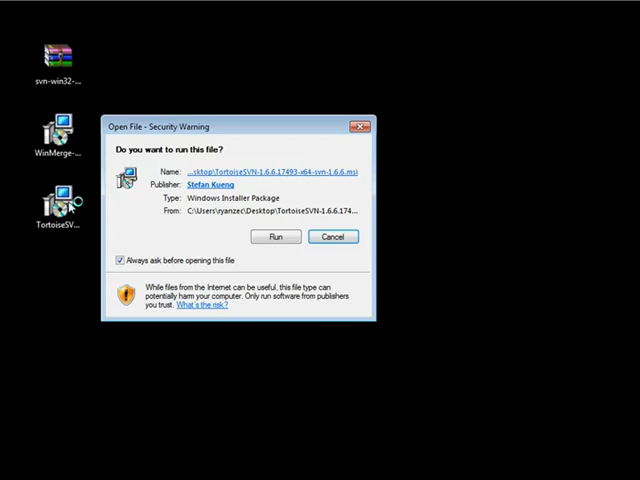 svn-win32-...
WinMerge-...
TortoiseSV...
Open File - Security Warning
Do you want to run this file?
Name: ...sktop\TortoiseSVN-1.6.6.17493-x64-svn-1.6.6.msi
Publisher: Stefan Kueng
Type: Windows Installer Package
From: C:\Users\ryanzec\Desktop\TortoiseSVN-1.6.6.174...
Run Cancel
Always ask before opening this file
While files from the Internet can be useful, this file type can
potentially harm your computer. Only run software from publishers
you trust. What's the risk?